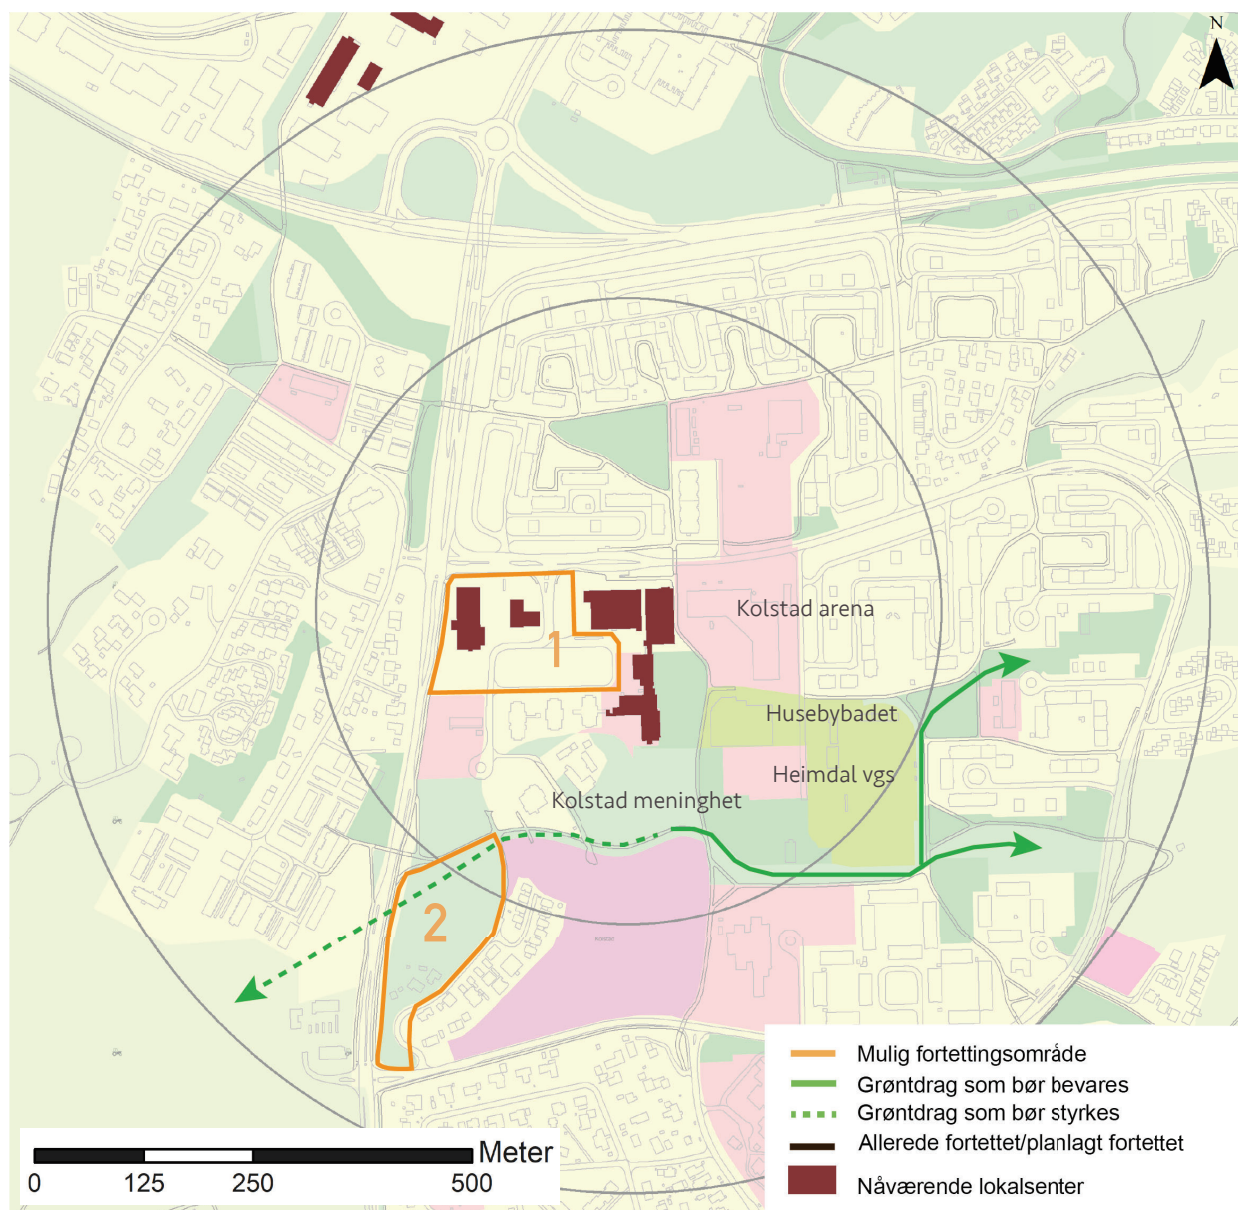 N
1
Kolstad arena
Husebybadet
Heimdal vgs
Kolstad meninghet
2
Mulig fortettingsområde
Grøntdrag som bør bevares
Grøntdrag som bør styrkes
Allerede fortettet/planlagt fortettet
Nåværende lokalsenter
Meter
0 125 250 500